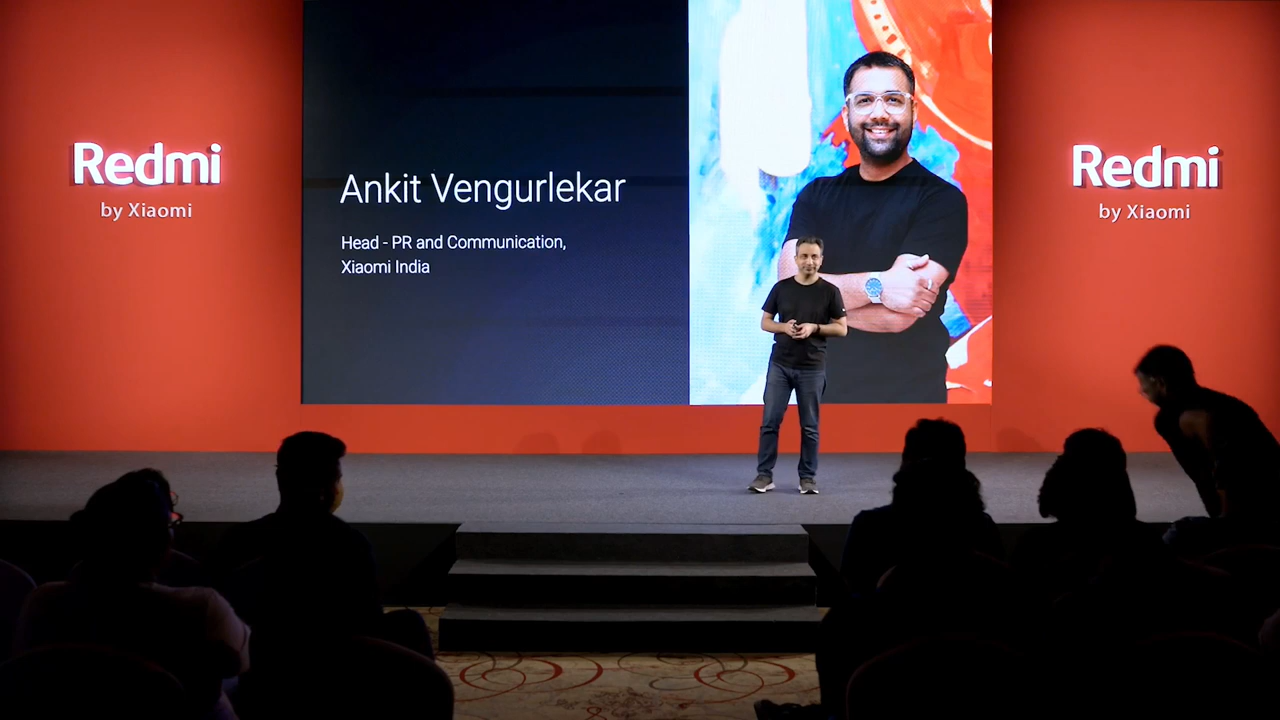 Redmi
by Xiaomi
Ankit Vengurlekar
Head - PR and Communication,
Xiaomi India
Redmi
by Xiaomi